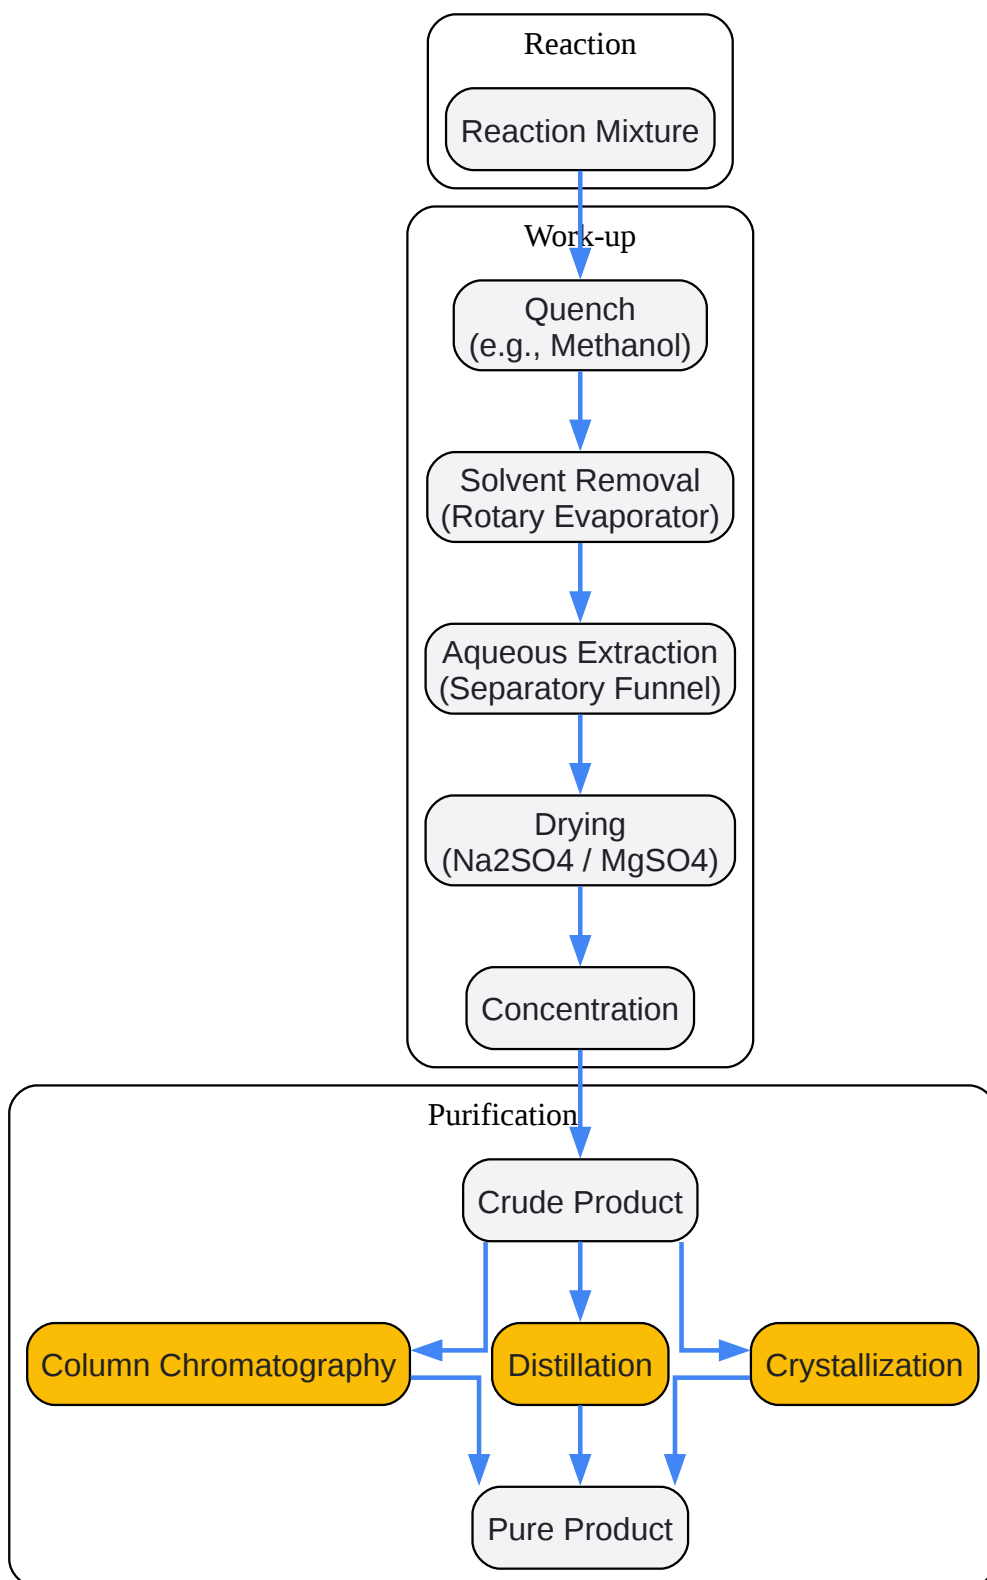 Reaction
Reaction Mixture
Work-up
Quench
(e.g., Methanol)
Solvent Removal
(Rotary Evaporator)
Aqueous Extraction
(Separatory Funnel)
Drying
(Na2SO4 / MgSO4)
Concentration
Purification
Crude Product
Column Chromatography
Distillation
Crystallization
Pure Product